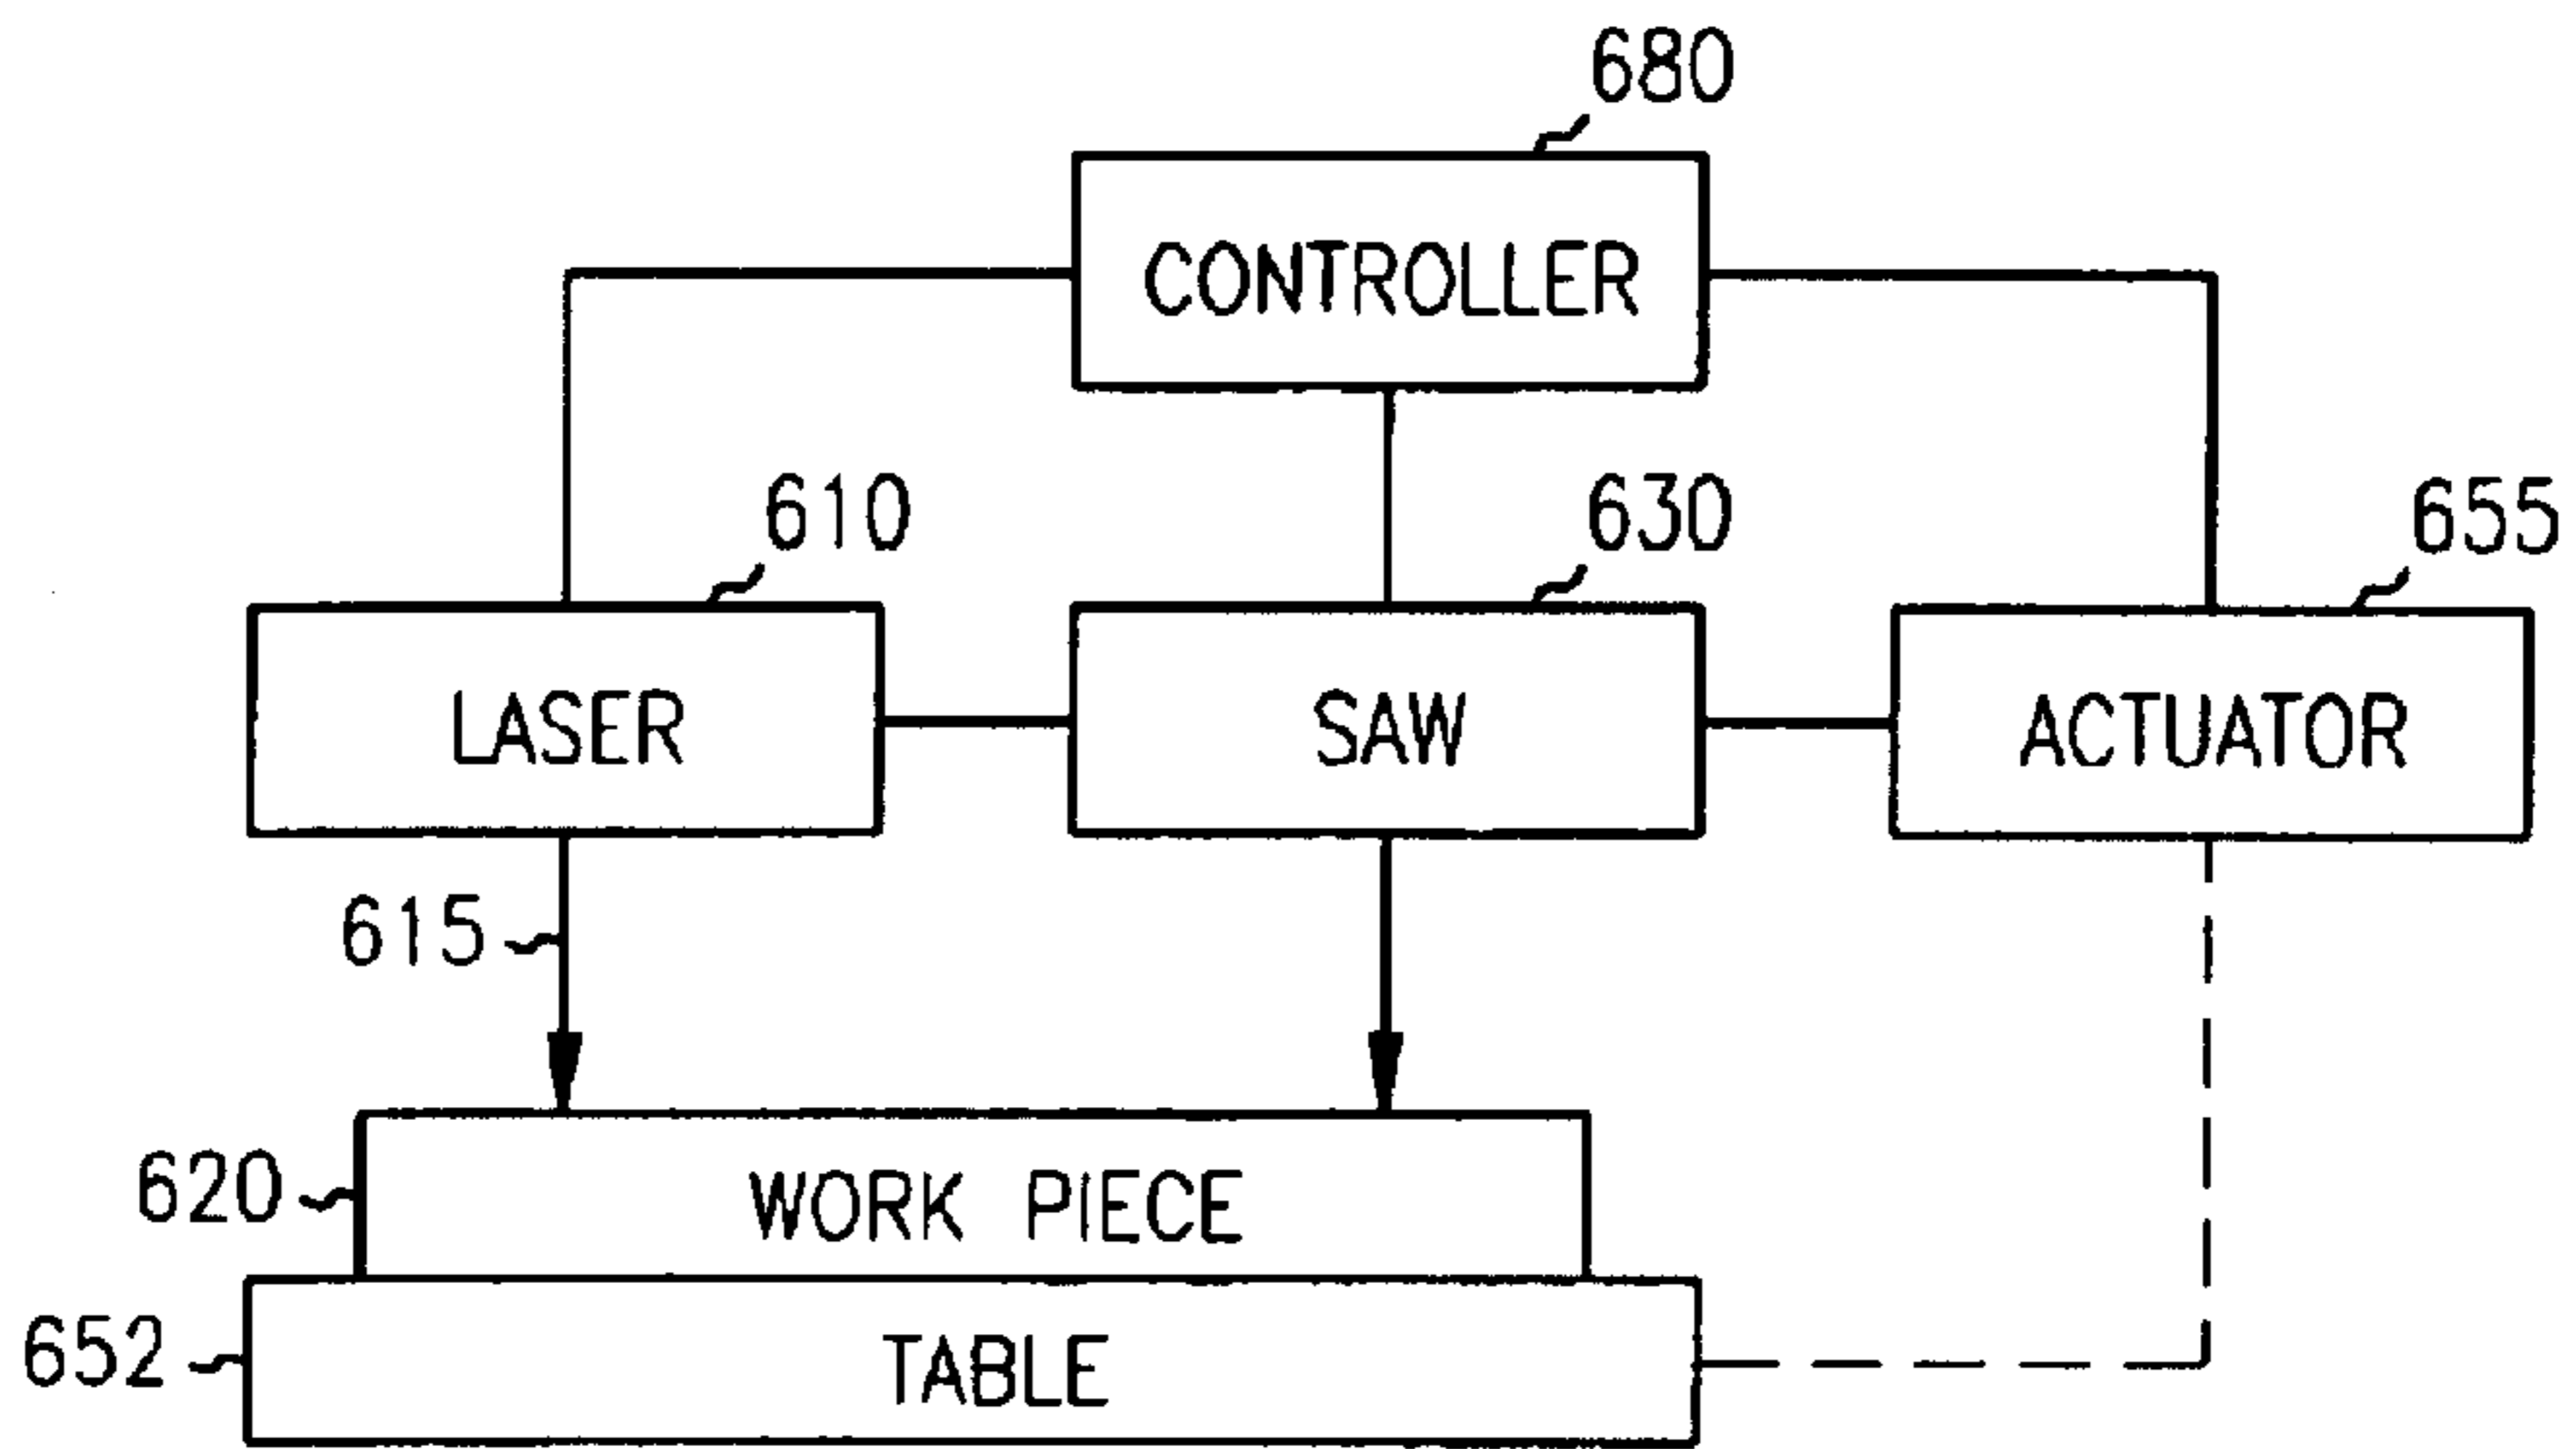 680
CONTROLLER
610
630
655
LASER
SAW
ACTUATOR
615
620
WORK PIECE
652
TABLE